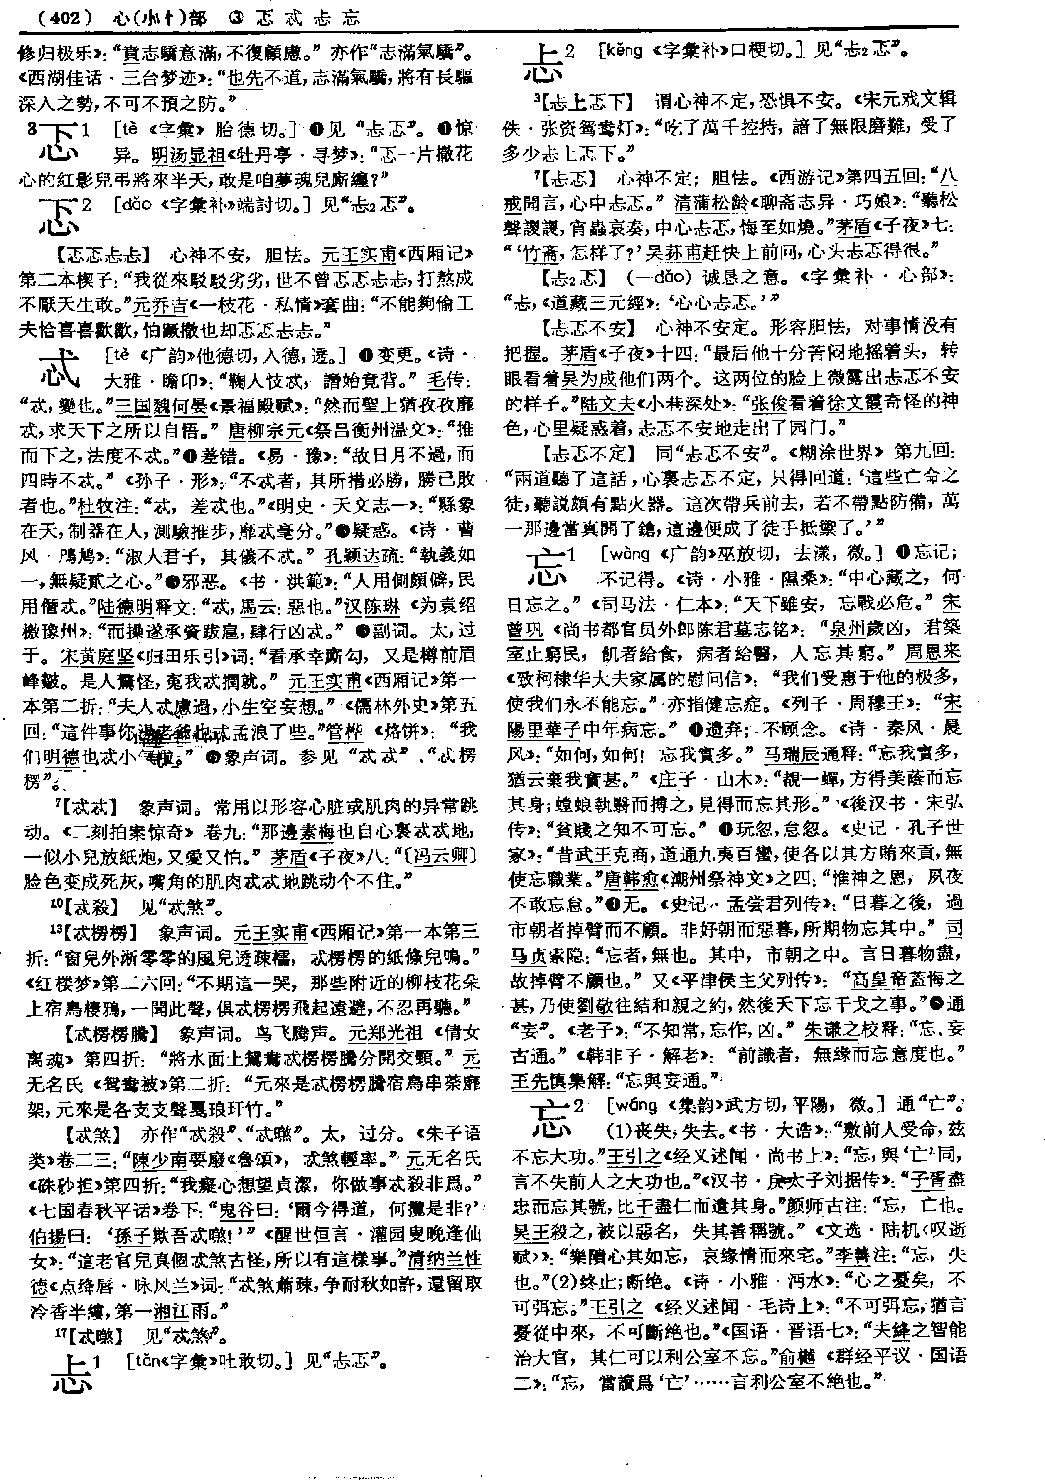 (402) 心(小忄)部 ③ 忑 忒 忐 忘
修归极乐》：“賁志驕意滿，不復顧慮。”亦作“志滿氣驕”。
《西湖佳话·三台梦迹》：“也先不道，志滿氣驕，將有長驅
深入之勢，不可不預之防。”
3忑1 [tè 《字彙》 胎德切。] ❶见 “忐忑”。❷惊
异。明汤显祖《牡丹亭·寻梦》：“忑一片撒花
心的紅影兒弔將來半天，敢是咱夢魂兒廝纏？”
忑2 [dǎo 《字彙补》端討切。] 见“忐2忑”。
【忑忑忐忐】 心神不安，胆怯。元王实甫《西厢记》
第二本楔子：“我從來駁駁劣劣，世不曾忑忑忐忐，打熬成
不厭天生敢。”元乔吉《一枝花·私情》套曲：“不能夠偷工
夫恰喜喜歡歡，怕蹶撒也却忑忑忐忐。”
忒 [tè 《广韵》他德切，入德，透。] ❶变更。《诗·
大雅·瞻卬》：“鞫人忮忒，譖始竟背。”毛传：
“忒，變也。”三国魏何晏《景福殿赋》：“然而聖上猶孜孜靡
忒，求天下之所以自悟。”唐柳宗元《祭吕衡州温文》：“推
而下之，法度不忒。”❷差错。《易·豫》：“故日月不過，而
四時不忒。”《孙子·形》：“不忒者，其所措必勝，勝已敗
者也。”杜牧注：“忒，差忒也。”《明史·天文志一》：“縣象
在天，制器在人，測驗推步，靡忒毫分。”❸疑惑。《诗·曹
风·鳲鳩》：“淑人君子，其儀不忒。”孔颖达疏：“執義如
一，無疑貳之心。”❹邪恶。《书·洪範》：“人用側頗僻，民
用僭忒。”陆德明释文：“忒，馬云：惡也。”汉陈琳《为袁绍
檄豫州》：“而操遂承資跋扈，肆行凶忒。”❺副词。太，过
于。宋黄庭坚《归田乐引》词：“看承幸廝勾，又是樽前眉
峰皺。是人驚怪，冤我忒撋就。”元王实甫《西厢记》第一
本第二折：“夫人忒慮過，小生空妄想。”《儒林外史》第五
回：“這件事你湯老爺也忒孟浪了些。”管桦《烙饼》：“我
们明德也忒小气啦。”❻象声词。参见“忒忒”、“忒楞
楞”。
7【忒忒】 象声词。常用以形容心脏或肌肉的异常跳
动。《二刻拍案惊奇》卷九：“那邊素梅也自心裏忒忒地，
一似小兒放紙炮，又愛又怕。”茅盾《子夜》八：“〔冯云卿〕
脸色变成死灰，嘴角的肌肉忒忒地跳动个不住。”
10【忒殺】 见“忒煞”。
13【忒楞楞】 象声词。元王实甫《西厢记》第一本第三
折：“窗兒外淅零零的風兒透疎櫺，忒楞楞的紙條兒鳴。”
《红楼梦》第二六回：“不期這一哭，那些附近的柳枝花朵
上宿鳥棲鴉，一聞此聲，俱忒楞楞飛起遠避，不忍再聽。”
【忒楞楞騰】 象声词。鸟飞腾声。元郑光祖《倩女
离魂》第四折：“將水面上鴛鴦忒楞楞騰分開交頸。”元
无名氏《鸳鸯被》第二折：“元來是忒楞楞騰宿鳥串荼蘼
架，元來是各支支聲戛琅玕竹。”
【忒煞】 亦作“忒殺”、“忒㬠”。太，过分。《朱子语
类》卷二三：“陳少南要廢《魯頌》，忒煞輕率。”元无名氏
《硃砂担》第四折：“我癡心想望貞潔，你做事忒殺非爲。”
《七国春秋平话》卷下：“鬼谷曰：‘爾今得道，何攪是非？’
伯揚曰：‘孫子欺吾忒㬠！’”《醒世恒言·灌园叟晚逢仙
女》：“這老官兒真個忒煞古怪，所以有這樣事。”清纳兰性
德《点绛唇·咏风兰》词：“忒煞蕭疎，争耐秋如許，還留取
冷香半縷，第一湘江雨。”
17【忒㬠】 见“忒煞”。
忐1 [tǎn《字彙》吐敢切。] 见“忐忑”。
忐2 [kěng 《字彙补》口梗切。] 见“忐2忑”。
3【忐上忑下】 谓心神不定，恐惧不安。《宋元戏文辑
佚·张资鸳鸯灯》：“吃了萬千控持，諳了無限磨難，受了
多少忐上忑下。”
7【忐忑】 心神不定；胆怯。《西游记》第四五回：“八
戒聞言，心中忐忑。”清蒲松龄《聊斋志异·巧娘》：“聽松
聲謖謖，宵蟲哀奏，中心忐忑，悔至如燒。”茅盾《子夜》七：
“‘竹斋，怎样了？’吴荪甫赶快上前问，心头忐忑得很。”
【忐2忑】 (—dǎo) 诚恳之意。《字彙补·心部》：
“忐，《道藏三元經》：‘心心忐忑。’”
【忐忑不安】 心神不安定。形容胆怯，对事情没有
把握。茅盾《子夜》十四：“最后他十分苦闷地摇着头，转
眼看着吴为成他们两个。这两位的脸上微露出忐忑不安
的样子。”陆文夫《小巷深处》：“张俊看着徐文霞奇怪的神
色，心里疑惑着，忐忑不安地走出了园门。”
【忐忑不定】 同“忐忑不安”。《糊涂世界》第九回：
“兩道聽了這話，心裏忐忑不定，只得回道：‘這些亡命之
徒，聽說頗有點火器。這次帶兵前去，若不帶點防備，萬
一那邊當真開了鎗，這邊便成了徒手抵禦了。’”
忘1 [wàng 《广韵》巫放切，去漾，微。] ❶忘记；
不记得。《诗·小雅·隰桑》：“中心藏之，何
日忘之。”《司马法·仁本》：“天下雖安，忘戰必危。”宋
曾巩《尚书都官员外郎陈君墓志铭》：“泉州歲凶，君築
室止窮民，飢者給食，病者給醫，人忘其窮。”周恩来
《致柯棣华大夫家属的慰问信》：“我们受惠于他的极多，
使我们永不能忘。”亦指健忘症。《列子·周穆王》：“宋
陽里華子中年病忘。”❷遗弃；不顾念。《诗·秦风·晨
风》：“如何，如何！忘我實多。”马瑞辰通释：“忘我實多，
猶云棄我實甚。”《庄子·山木》：“覩一蟬，方得美蔭而忘
其身；螳蜋執翳而搏之，見得而忘其形。”《後汉书·宋弘
传》：“貧賤之知不可忘。”❸玩忽，怠忽。《史记·孔子世
家》：“昔武王克商，道通九夷百蠻，使各以其方賄來貢，無
使忘職業。”唐韩愈《潮州祭神文》之四：“惟神之恩，夙夜
不敢忘怠。”❹无。《史记·孟尝君列传》：“日暮之後，過
市朝者掉臂而不顧。非好朝而惡暮，所期物忘其中。”司
马贞索隐：“忘者，無也。其中，市朝之中。言日暮物盡，
故掉臂不顧也。”又《平津侯主父列传》：“高皇帝蓋悔之
甚，乃使劉敬往結和親之約，然後天下忘干戈之事。”❺通
“妄”。《老子》：“不知常，忘作，凶。”朱谦之校释：“忘、妄
古通。”《韩非子·解老》：“前識者，無緣而忘意度也。”
王先慎集解：“忘與妄通。”
忘2 [wáng 《集韵》武方切，平陽，微。] 通“亡”。
(1)丧失；失去。《书·大诰》：“敷前人受命，茲
不忘大功。”王引之《经义述闻·尚书上》：“忘，與‘亡’同，
言不失前人之大功也。”《汉书·戾太子刘据传》：“子胥盡
忠而忘其號，比干盡仁而遺其身。”颜师古注：“忘，亡也。
吴王殺之，被以惡名，失其善稱號。”《文选·陆机〈叹逝
赋〉》：“樂隤心其如忘，哀緣情而來宅。”李善注：“忘，失
也。”(2)终止；断绝。《诗·小雅·沔水》：“心之憂矣，不
可弭忘。”王引之《经义述闻·毛诗上》：“不可弭忘，猶言
憂從中來，不可斷絶也。”《国语·晋语七》：“夫絳之智能
治大官，其仁可以利公室不忘。”俞樾《群经平议·国语
二》：“忘，當讀爲‘亡’……言利公室不絶也。”